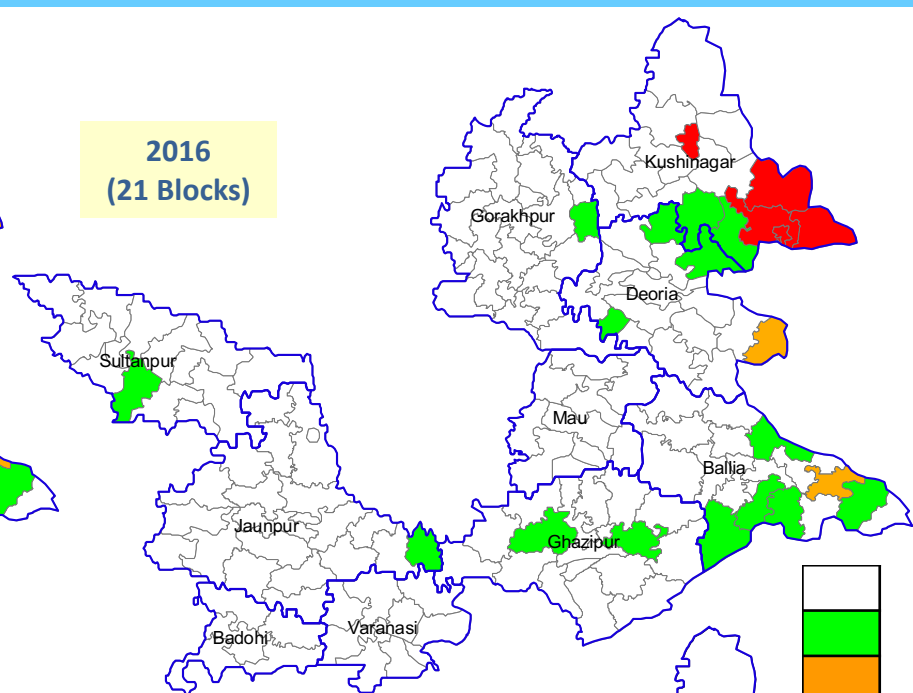 2016
(21 Blocks)
Kushinagar
Gorakhpur
Deoria
Sultanpur
Mau
Ballia
Jaunpur
Ghazipur
Badohi
Varanasi